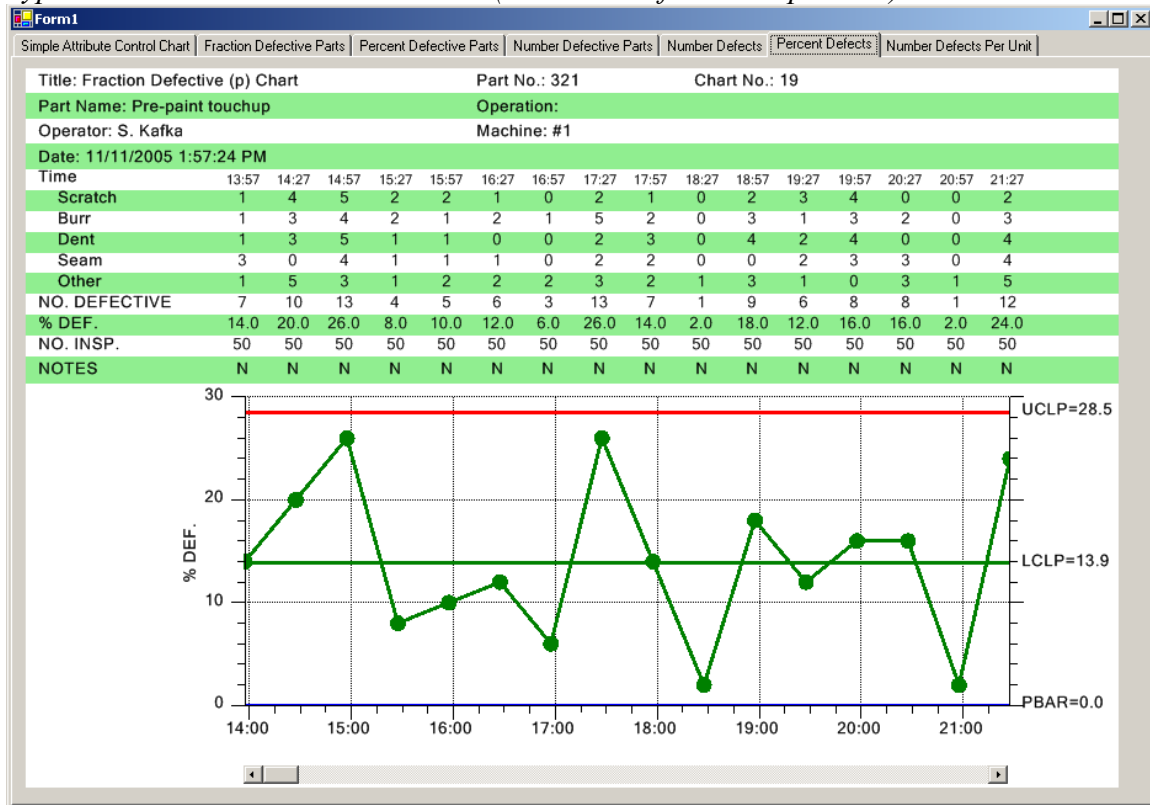 Form1
Simple Attribute Control Chart Fraction Defective Parts Percent Defective Parts Number Defective Parts Number Defects Percent Defects Number Defects Per Unit
Title: Fraction Defective (p) Chart Part No.: 321 Chart No.: 19
Part Name: Pre-paint touchup Operation:
Operator: S. Kafka Machine: #1
Date: 11/11/2005 1:57:24 PM
Time 13:57 14:27 14:57 15:27 15:57 16:27 16:57 17:27 17:57 18:27 18:57 19:27 19:57 20:27 20:57 21:27
Scratch 1 4 5 2 2 1 0 2 1 0 2 3 4 0 0 2
Burr 1 3 4 2 1 2 1 5 2 0 3 1 3 2 0 3
Dent 1 3 5 1 1 0 0 2 3 0 4 2 4 0 0 4
Seam 3 0 4 1 1 1 0 2 2 0 0 2 3 3 0 4
Other 1 5 3 1 2 2 2 3 2 1 3 1 0 3 1 5
NO. DEFECTIVE 7 10 13 4 5 6 3 13 7 1 9 6 8 8 1 12
% DEF. 14.0 20.0 26.0 8.0 10.0 12.0 6.0 26.0 14.0 2.0 18.0 12.0 16.0 16.0 2.0 24.0
NO. INSP. 50 50 50 50 50 50 50 50 50 50 50 50 50 50 50 50
NOTES N N N N N N N N N N N N N N N N
30
UCLP=28.5
20
% DEF.
LCLP=13.9
10
0
PBAR=0.0
14:00 15:00 16:00 17:00 18:00 19:00 20:00 21:00